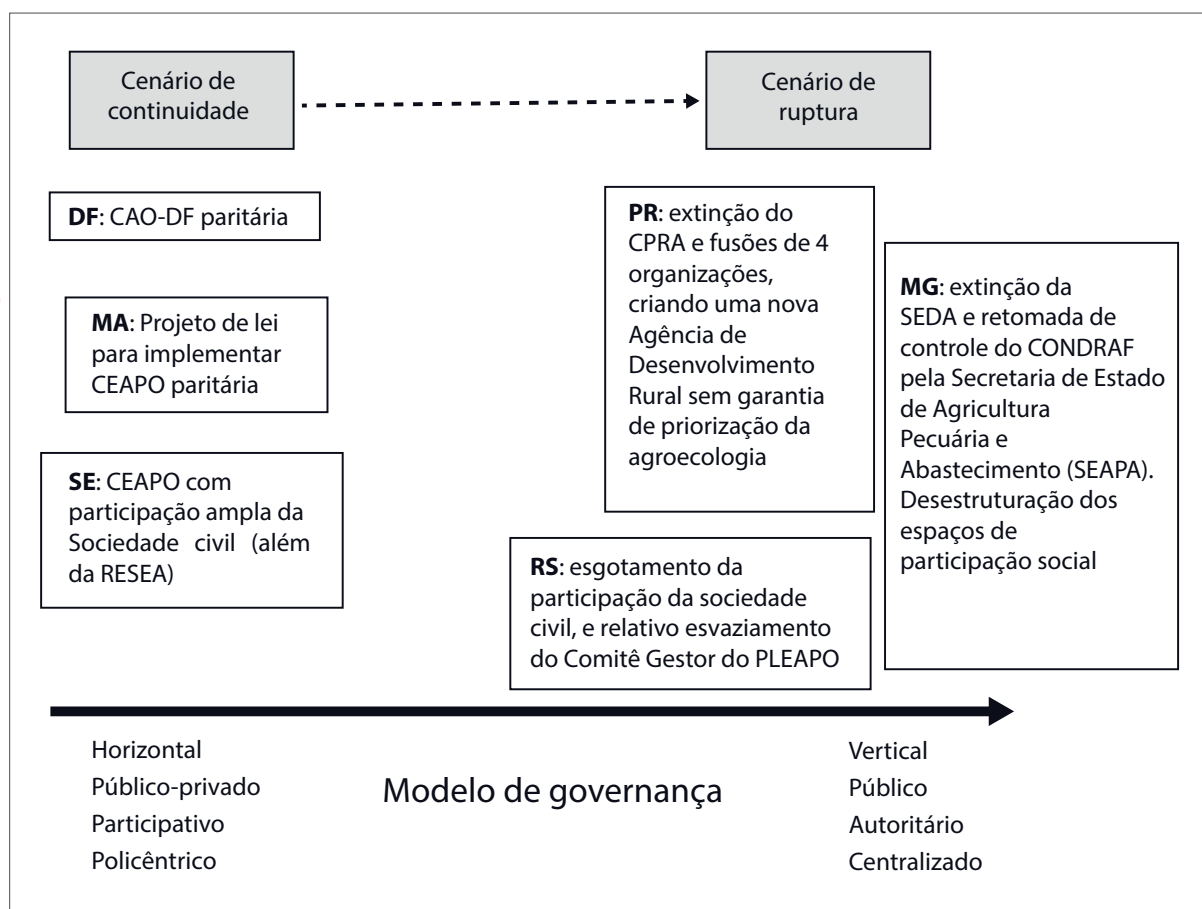 Cenário de
continuidade
Cenário de
ruptura
DF: CAO-DF paritária
MA: Projeto de lei
para implementar
CEAPO paritária
SE: CEAPO com
participação ampla da
Sociedade civil (além
da RESEA)
PR: extinção do
CPRA e fusões de 4
organizações,
criando uma nova
Agência de
Desenvolvimento
Rural sem garantia
de priorização da
agroecologia
MG: extinção da
SEDA e retomada de
controle do CONDRAF
pela Secretaria de Estado
de Agricultura
Pecuária e
Abastecimento (SEAPA).
Desestruturação dos
espaços de
participação social
RS: esgotamento da
participação da sociedade
civil, e relativo esvaziamento
do Comitê Gestor do PLEAPO
Horizontal
Público-privado
Participativo
Policêntrico
Modelo de governança
Vertical
Público
Autoritário
Centralizado